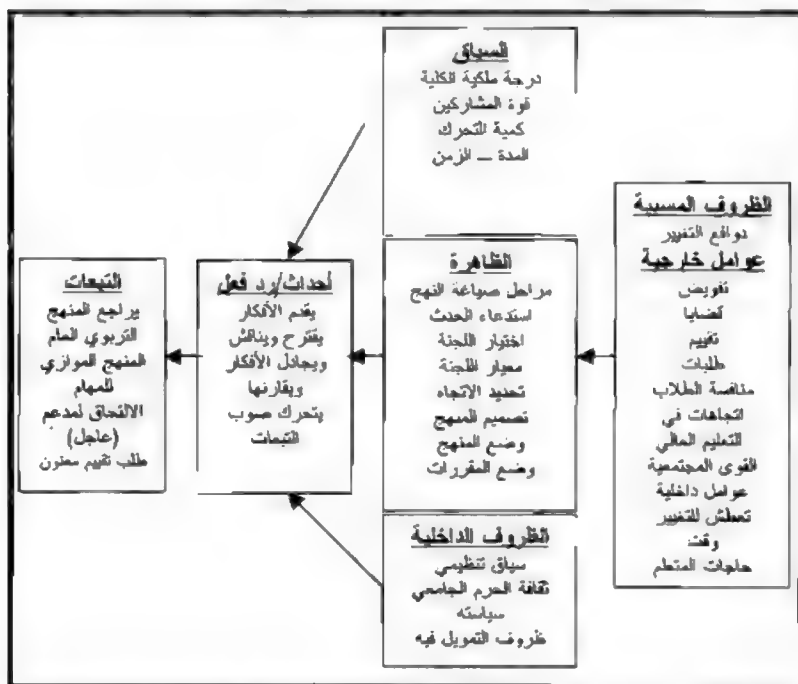 السياق
درجة ملكية الكلية
قوة المشاركين
كمية التحرك
المدة – الزمن
الظروف المسببة
دوافع التغيير
عوامل خارجية
تفويض
قضايا
تقييم
طلبات
منافسة الطلاب
اتجاهات في
التعليم العالي
القوى المجتمعية
عوامل داخلية
تعطش للتغيير
وقت
حاجات المتعلم
الظاهرة
مراحل صياغة النهج
استدعاء الحدث
اختيار اللجنة
معيار اللجنة
تحديد الاتجاه
تصميم المنهج
وضع المنهج
وضع المقررات
أحداث/رد فعل
يقدم الأفكار
يقترح ويناقش
ويجادل الأفكار
ويقارنها
يتحرك صوب
التبعات
التبعات
يراجع المنهج
التربوي العام
المنهج الموازي
للمهام
الالتحاق لمدعم
(عاجل)
طلب تقييم معنون
الظروف الداخلية
سياق تنظيمي
ثقافة الحرم الجامعي
سياسته
ظروف التمويل فيه